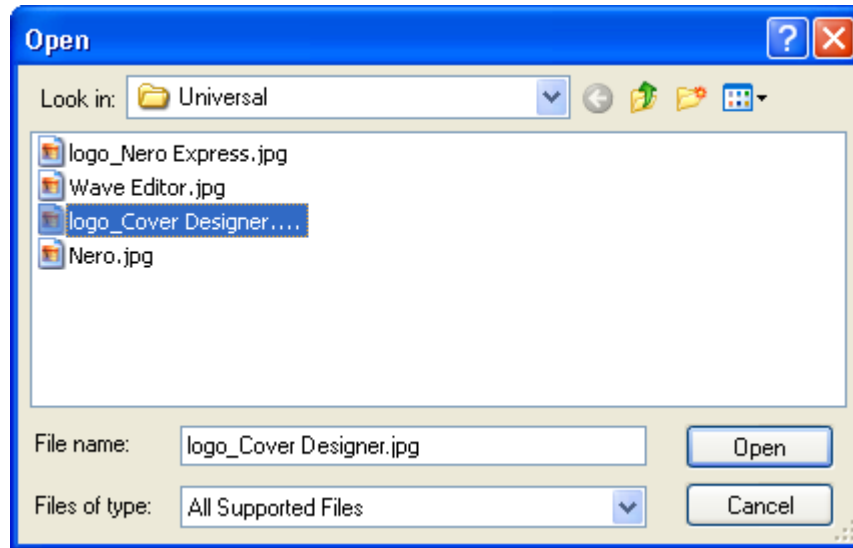 Open
Look in: Universal
logo_Nero Express.jpg
Wave Editor.jpg
logo_Cover Designer....
Nero.jpg
File name: logo_Cover Designer.jpg Open
Files of type: All Supported Files Cancel